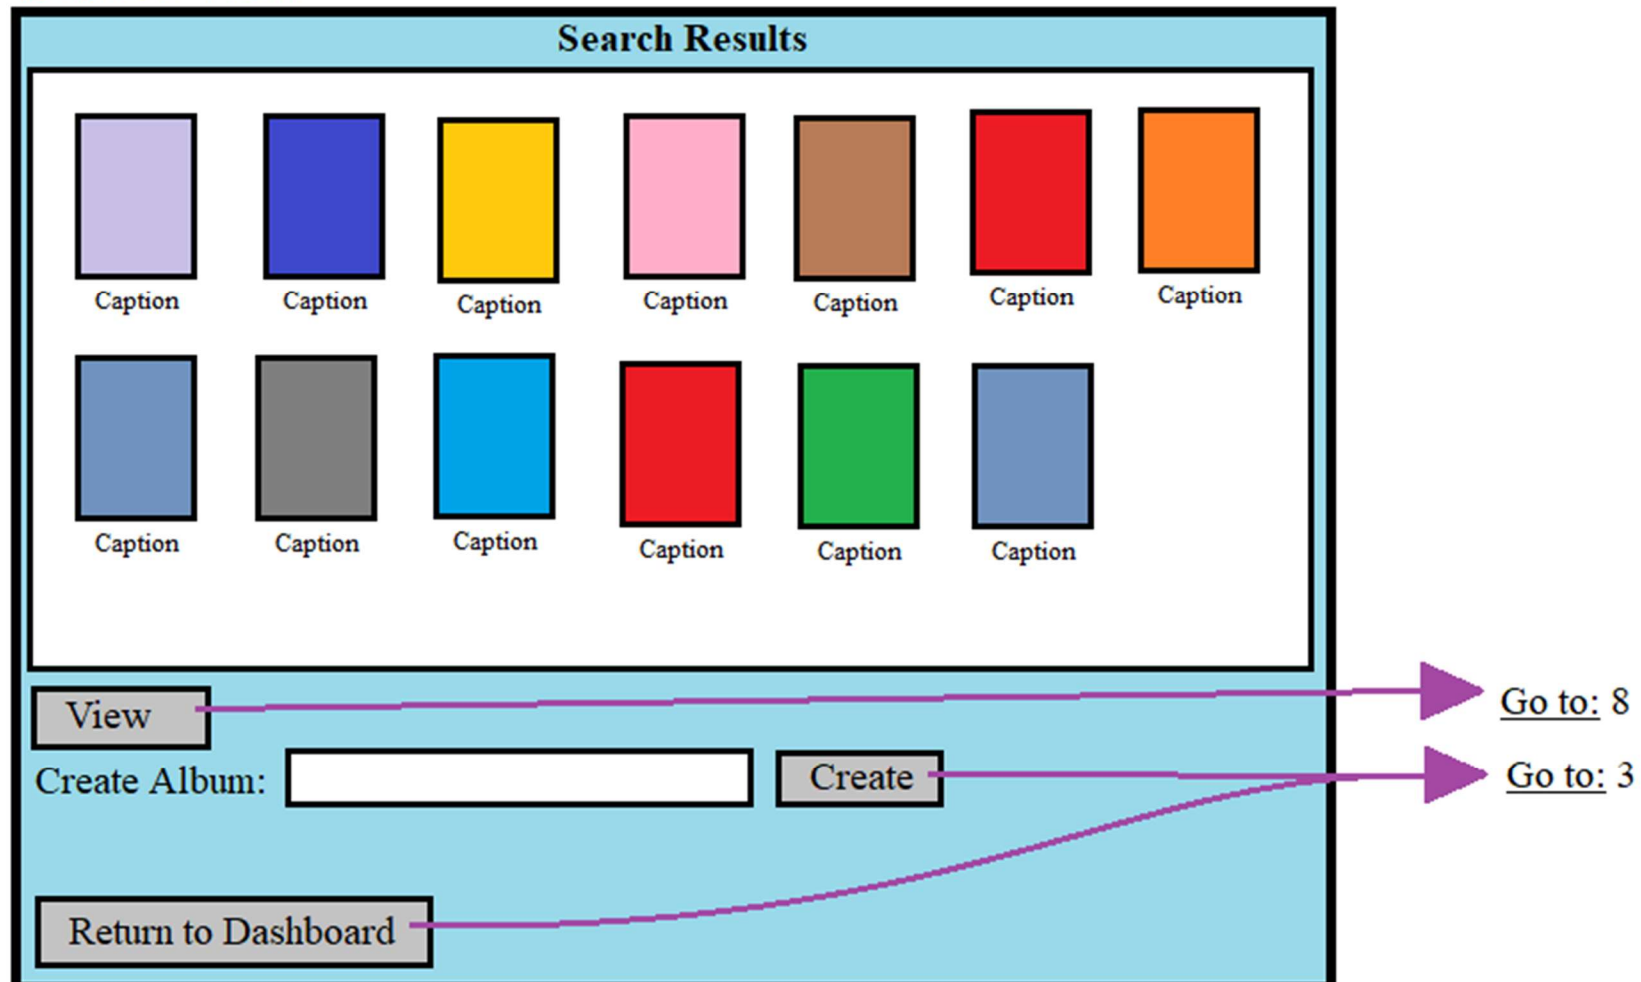 Search Results
Caption Caption Caption Caption Caption Caption Caption
Caption Caption Caption Caption Caption Caption
View
Go to: 8
Create Album:
Create
Go to: 3
Return to Dashboard